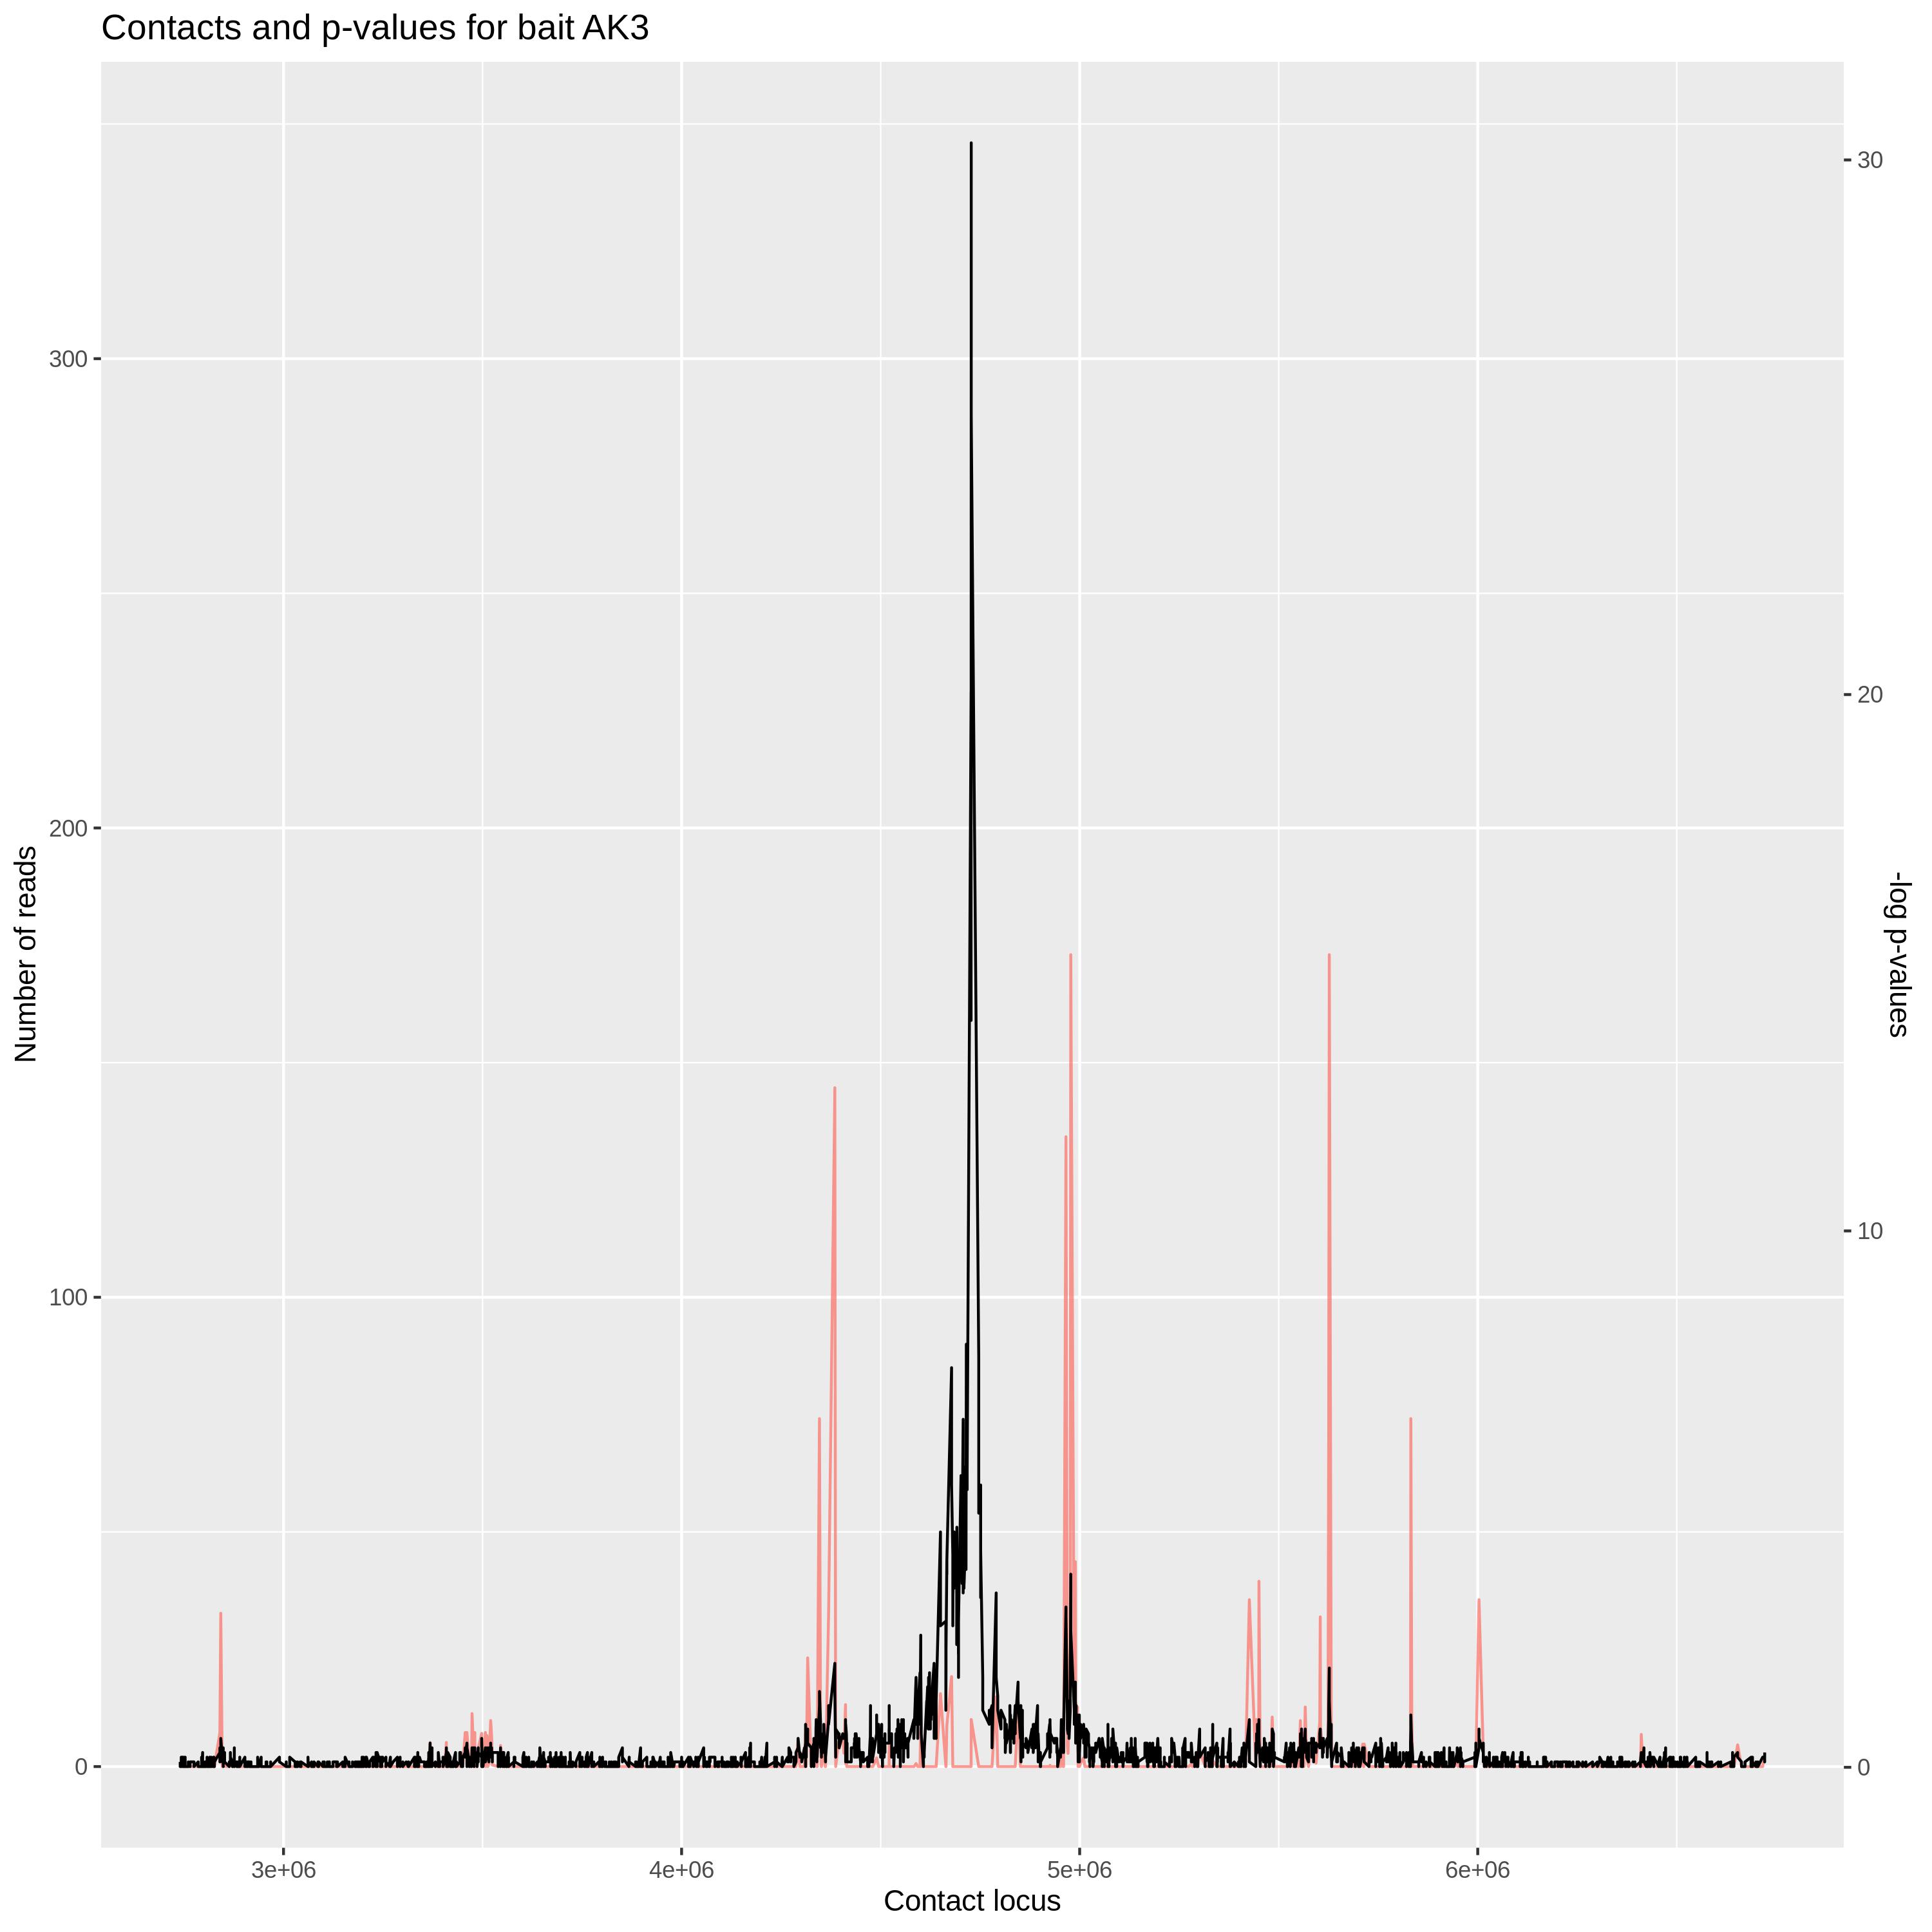 Contacts and p-values for bait AK3
300
200
100
0
Number of reads
30
20
10
0
-log p-values
3e+06
4e+06
5e+06
6e+06
Contact locus